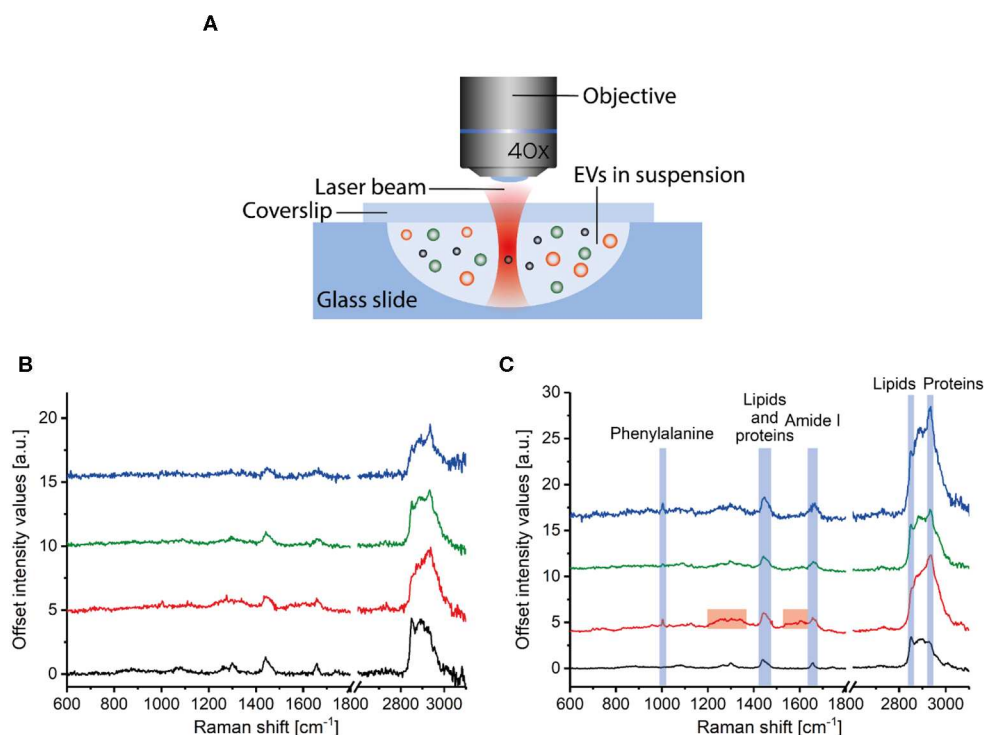 A
Objective
40x
EVs in suspension
Laser beam
Coverslip
Glass slide
B
20
15
10
5
0
Offset intensity values [a.u.]
600 800 1000 1200 1400 1600 1800 2800 3000
Raman shift [cm-1]
C
Lipids Proteins
Lipids
and
proteins
Amide I
Phenylalanine
30
25
20
15
10
5
0
Offset intensity values [a.u.]
600 800 1000 1200 1400 1600 1800 2800 3000
Raman shift [cm-1]